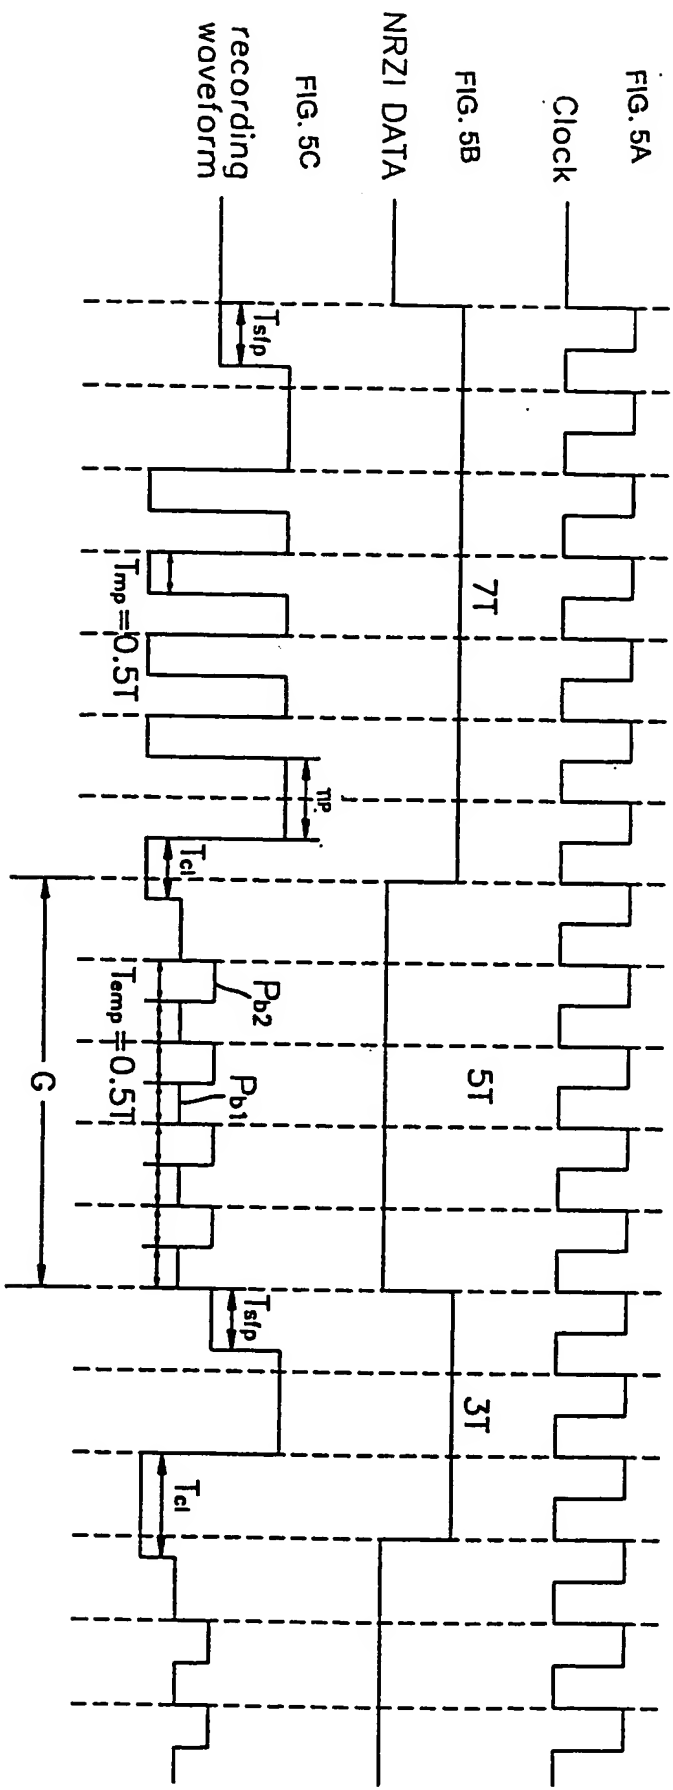 FIG. 5A
Clock
FIG. 5B
NRZI DATA
7T
5T
3T
FIG. 5C
recording
waveform
Tsfp
Tmp=0.5T
Tlp
Tcl
Pb2
Pb1
Temp=0.5T
G
Tsfp
Tcl